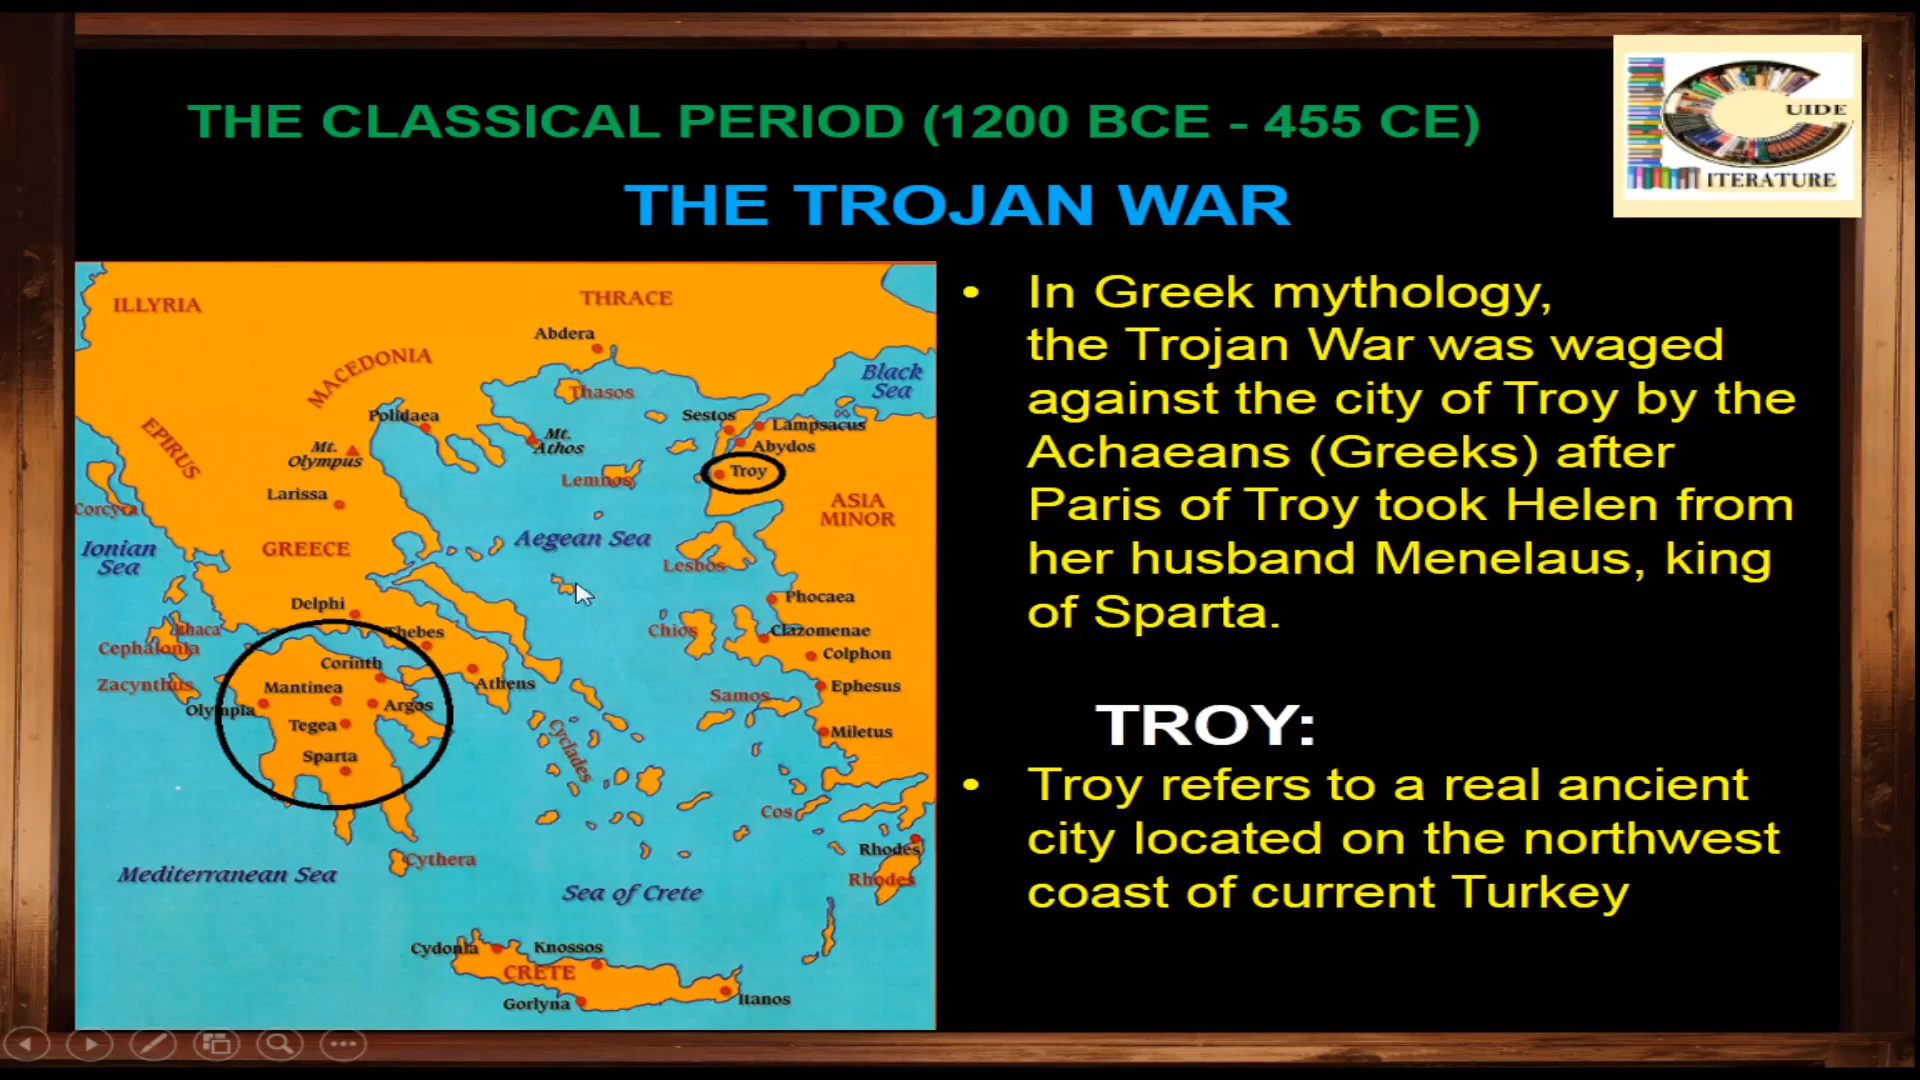 THE CLASSICAL PERIOD (1200 BCE - 455 CE)
UIDE
ITERATURE
THE TROJAN WAR
ILLYRIA
THRACE
Abdera
MACEDONIA
Black
Sea
Thasos
Polidaea
Sestos
Lampsacus
EPIRUS
Mt.
Olympus
Mt.
Athos
Abydos
Troy
Lemnos
Larissa
ASIA
MINOR
Corcyra
Ionian
Sea
GREECE
Aegean Sea
Lesbos
Delphi
Phocaea
Ithaca
Thebes
Chios
Clazomenae
Cephalonia
Corinth
Colphon
Zacynthus
Mantinea
Athens
Samos
Ephesus
Olympia
Argos
Tegea
Cyclades
Miletus
Sparta
Cos
Rhodes
Cythera
Rhodes
Mediterranean Sea
Sea of Crete
Cydonia
Knossos
CRETE
Gorlyna
Itanos
• In Greek mythology,
the Trojan War was waged
against the city of Troy by the
Achaeans (Greeks) after
Paris of Troy took Helen from
her husband Menelaus, king
of Sparta.
TROY:
• Troy refers to a real ancient
city located on the northwest
coast of current Turkey